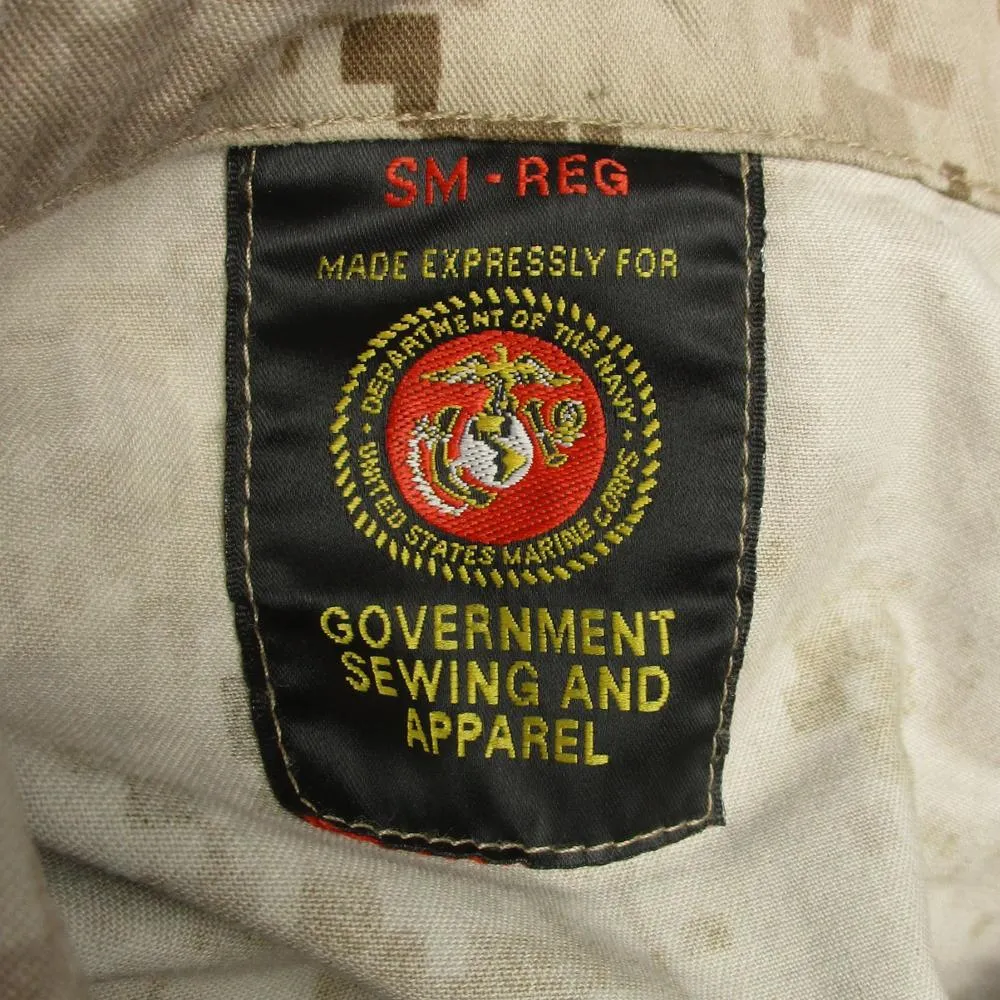 SM - REG
MADE EXPRESSLY FOR
• DEPARTMENT OF THE NAVY •
UNITED STATES MARINE CORPS
GOVERNMENT
SEWING AND
APPAREL